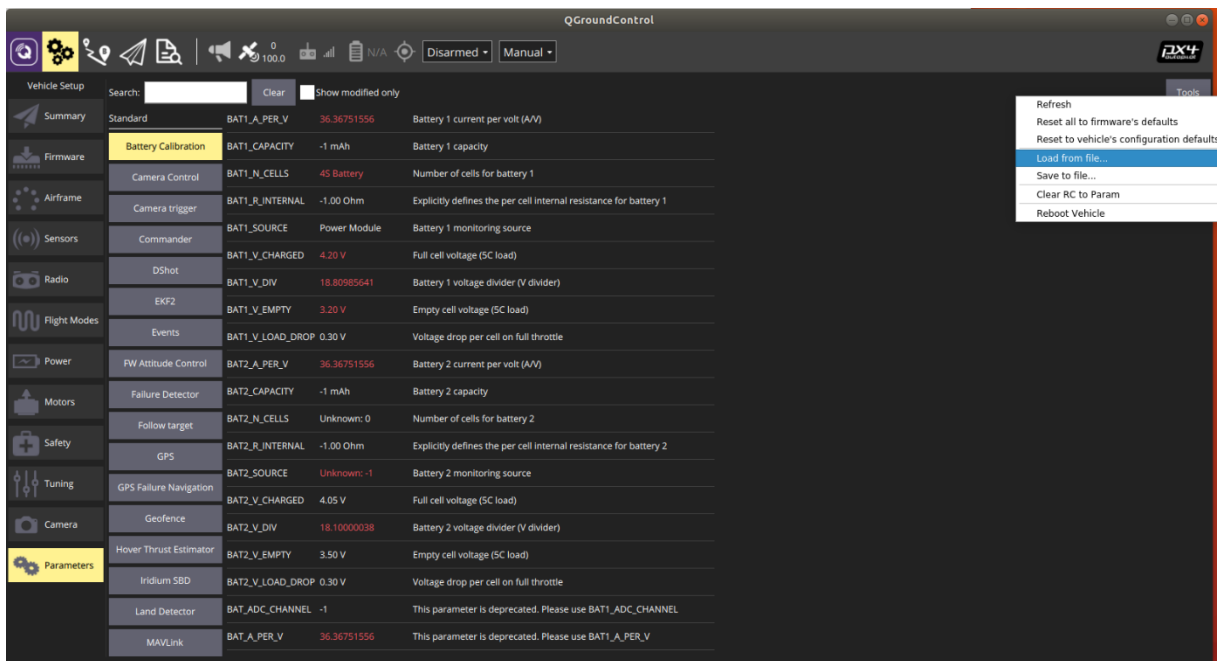 QGroundControl
0
100.0
N/A
Disarmed
Manual
px4
autopilot
Vehicle Setup
Search:
Clear
Show modified only
Tools
Summary
Firmware
Airframe
Sensors
Radio
Flight Modes
Power
Motors
Safety
Tuning
Camera
Parameters
Standard
Battery Calibration
Camera Control
Camera trigger
Commander
DShot
EKF2
Events
FW Attitude Control
Failure Detector
Follow target
GPS
GPS Failure Navigation
Geofence
Hover Thrust Estimator
Iridium SBD
Land Detector
MAVLink
BAT1_A_PER_V 36.36751556 Battery 1 current per volt (A/V)
BAT1_CAPACITY -1 mAh Battery 1 capacity
BAT1_N_CELLS 4S Battery Number of cells for battery 1
BAT1_R_INTERNAL -1.00 Ohm Explicitly defines the per cell internal resistance for battery 1
BAT1_SOURCE Power Module Battery 1 monitoring source
BAT1_V_CHARGED 4.20 V Full cell voltage (5C load)
BAT1_V_DIV 18.80985641 Battery 1 voltage divider (V divider)
BAT1_V_EMPTY 3.20 V Empty cell voltage (5C load)
BAT1_V_LOAD_DROP 0.30 V Voltage drop per cell on full throttle
BAT2_A_PER_V 36.36751556 Battery 2 current per volt (A/V)
BAT2_CAPACITY -1 mAh Battery 2 capacity
BAT2_N_CELLS Unknown: 0 Number of cells for battery 2
BAT2_R_INTERNAL -1.00 Ohm Explicitly defines the per cell internal resistance for battery 2
BAT2_SOURCE Unknown: -1 Battery 2 monitoring source
BAT2_V_CHARGED 4.05 V Full cell voltage (5C load)
BAT2_V_DIV 18.10000038 Battery 2 voltage divider (V divider)
BAT2_V_EMPTY 3.50 V Empty cell voltage (5C load)
BAT2_V_LOAD_DROP 0.30 V Voltage drop per cell on full throttle
BAT_ADC_CHANNEL -1 This parameter is deprecated. Please use BAT1_ADC_CHANNEL
BAT_A_PER_V 36.36751556 This parameter is deprecated. Please use BAT1_A_PER_V
Refresh
Reset all to firmware's defaults
Reset to vehicle's configuration defaults
Load from file...
Save to file...
Clear RC to Param
Reboot Vehicle